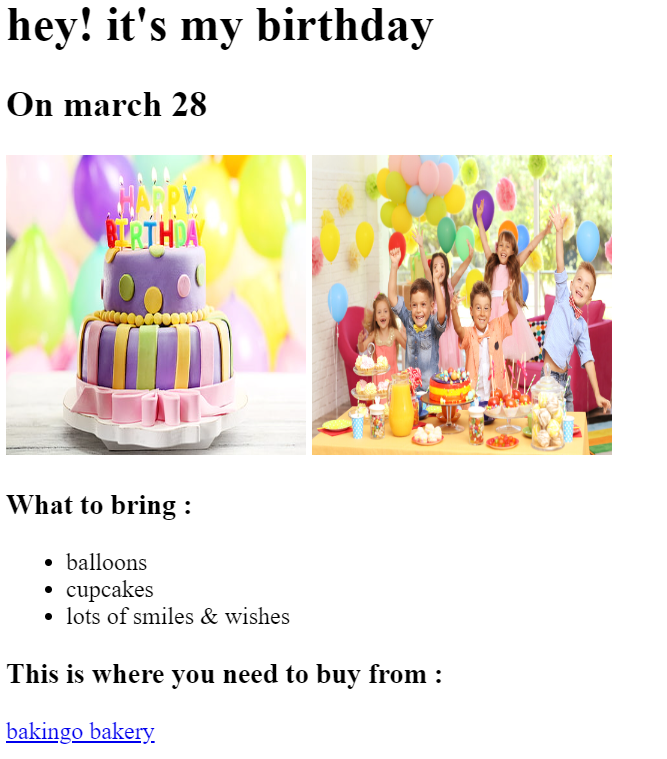 hey! it's my birthday
On march 28
HAPPY
BIRTHDAY
What to bring :
balloons
cupcakes
lots of smiles & wishes
This is where you need to buy from :
bakingo bakery